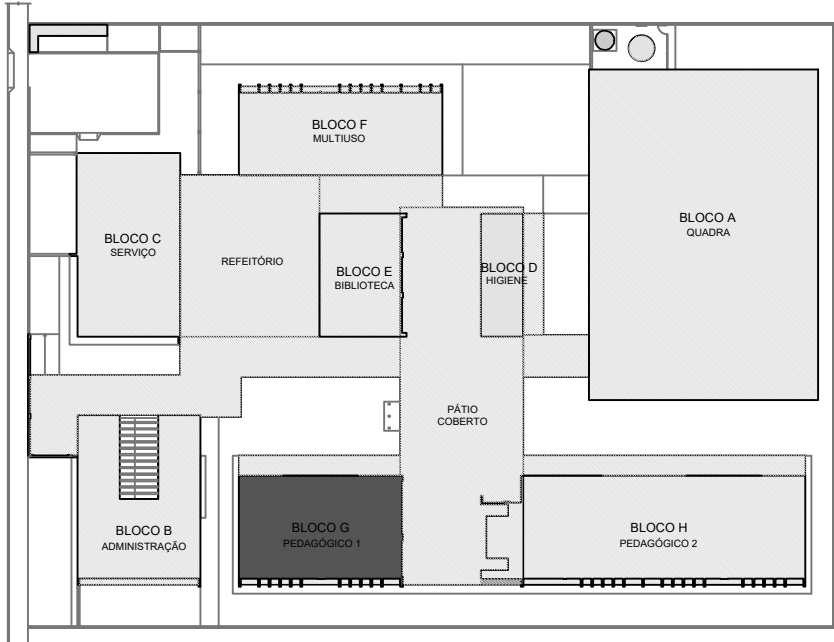 BLOCO F
MULTIUSO
BLOCO A
QUADRA
BLOCO C
SERVIÇO
REFEITÓRIO
BLOCO E
BIBLIOTECA
BLOCO D
HIGIENE
PÁTIO
COBERTO
BLOCO B
ADMINISTRAÇÃO
BLOCO G
PEDAGÓGICO 1
BLOCO H
PEDAGÓGICO 2